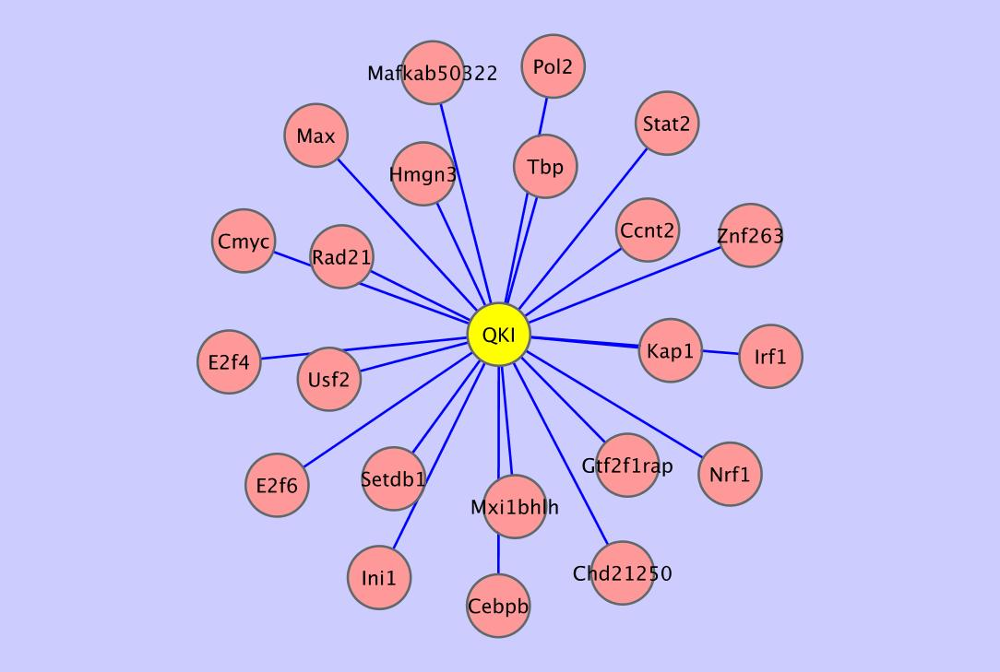 Pol2
Mafkab50322
Stat2
Max
Tbp
Hmgn3
Ccnt2
Znf263
Cmyc
Rad21
QKI
Kap1
Irf1
E2f4
Usf2
Gtf2f1rap
Nrf1
Setdb1
E2f6
Mxi1bhlh
Chd21250
Ini1
Cebpb